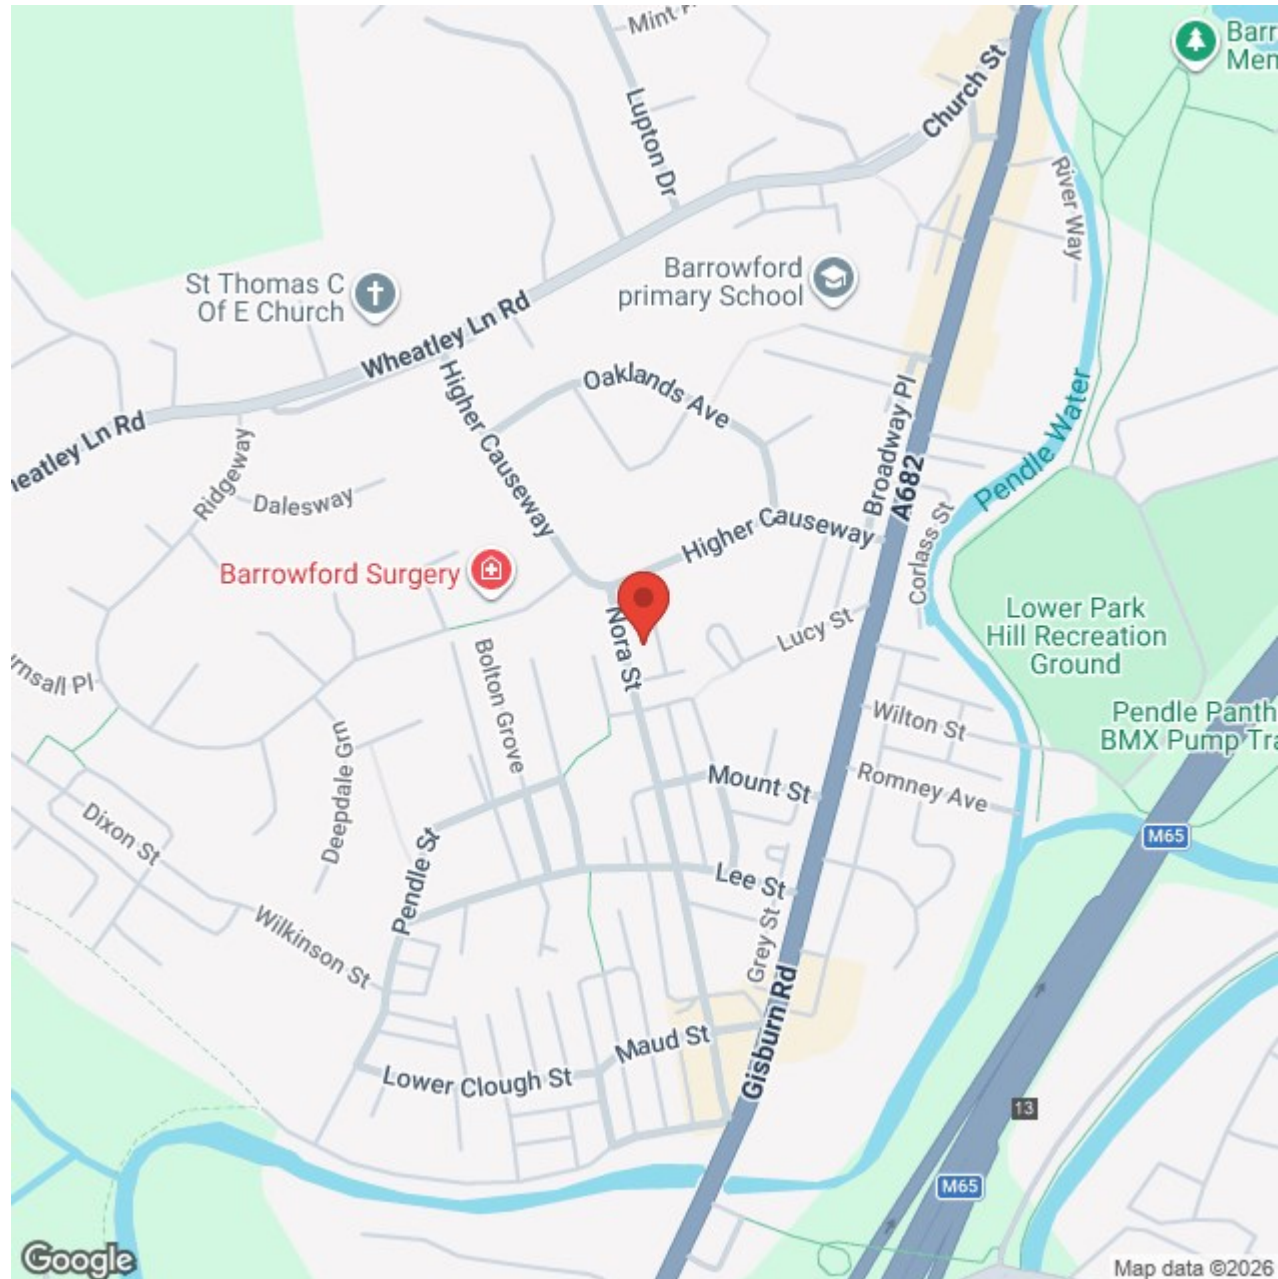 Mint
Barr
Mem
Church St
Lupton Dr
River Way
Barrowford
primary School
St Thomas C
Of E Church
Wheatley Ln Rd
Higher Causeway
Oaklands Ave
Broadway Pl
A682
Pendle Water
heatley Ln Rd
Ridgeway
Dalesway
Higher Causeway
Corlass St
Barrowford Surgery
Nora St
Lucy St
Lower Park
Hill Recreation
Ground
Bolton Grove
rnsall Pl
Wilton St
Pendle Panth
BMX Pump Tra
Deepdale Grn
Mount St
Romney Ave
M65
Dixon St
Pendle St
Lee St
Grey St
Wilkinson St
Gisburn Rd
Maud St
Lower Clough St
13
M65
Google
Map data ©2026